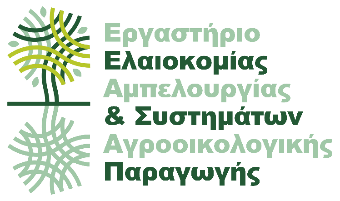 Εργαστήριο
Ελαιοκομίας
Αμπελουργίας
& Συστημάτων
Αγροοικολογικής
Παραγωγής